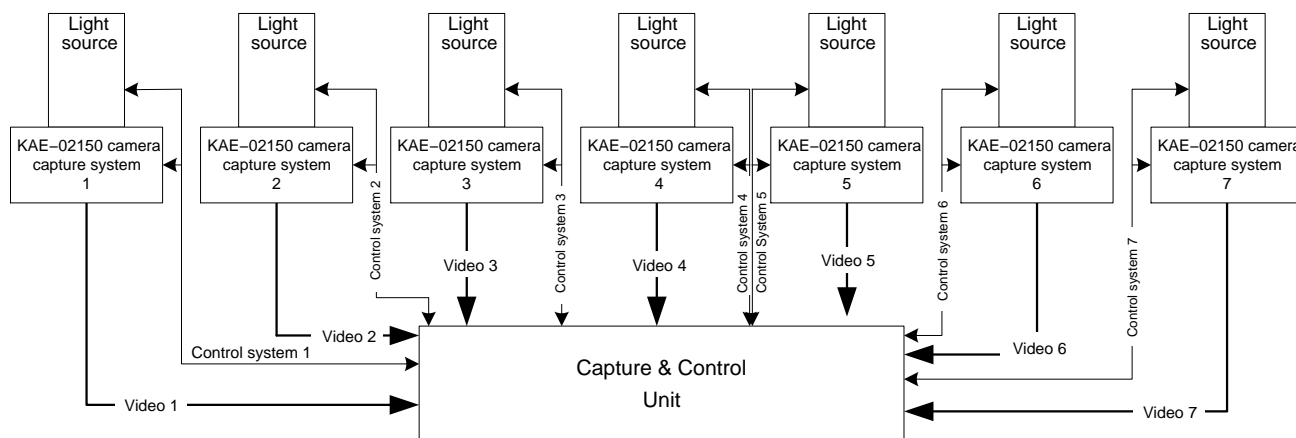 Light
source
Light
source
Light
source
Light
source
Light
source
Light
source
Light
source
KAE−02150 camera
capture system
1
KAE−02150 camera
capture system
2
KAE−02150 camera
capture system
3
KAE−02150 camera
capture system
4
KAE−02150 camera
capture system
5
KAE−02150 camera
capture system
6
KAE−02150 camera
capture system
7
Control system 2
Control system 3
Control system 4
Control System 5
Control system 6
Control system 7
Video 3
Video 4
Video 5
Video 2
Video 6
Control system 1
Video 1
Video 7
Capture & Control
Unit